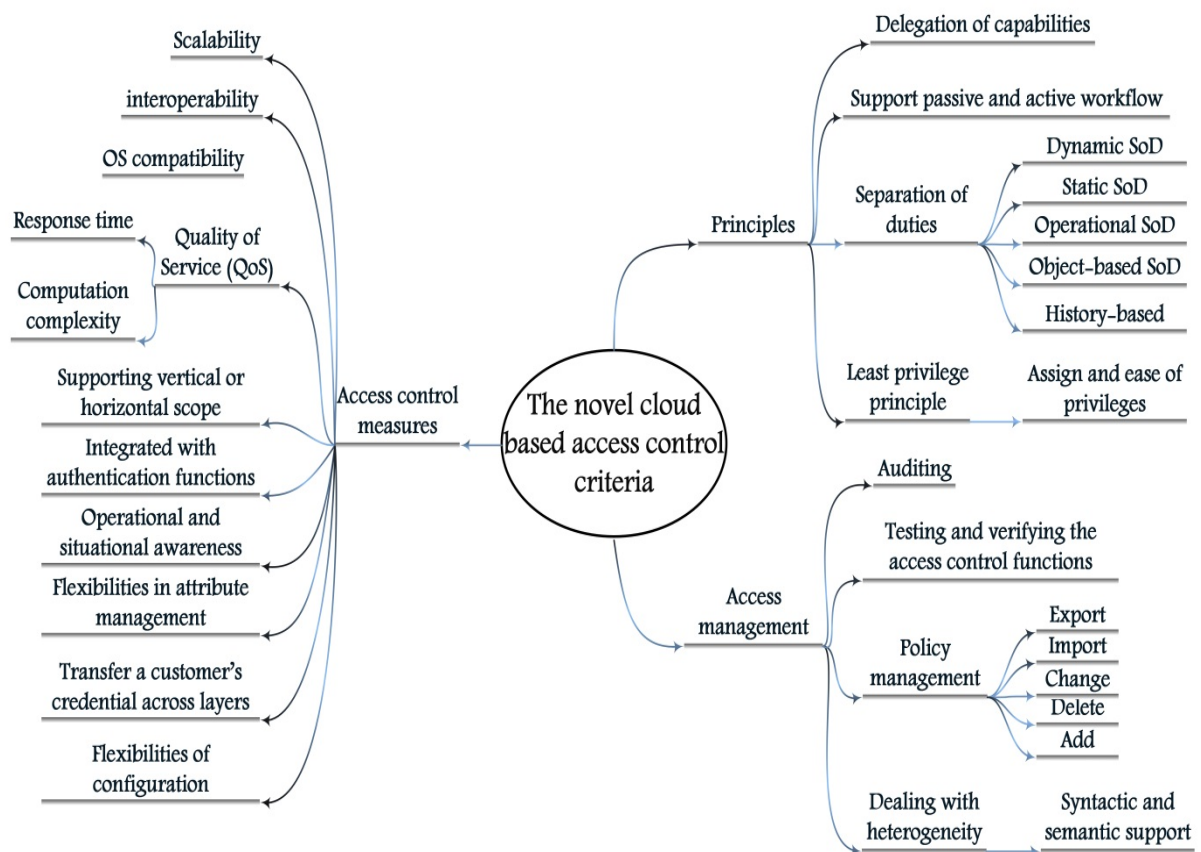 The novel cloud
based access control
criteria
Principles
Delegation of capabilities
Support passive and active workflow
Separation of
duties
Dynamic SoD
Static SoD
Operational SoD
Object-based SoD
History-based
Least privilege
principle
Assign and ease of
privileges
Access
management
Auditing
Testing and verifying the
access control functions
Policy
management
Export
Import
Change
Delete
Add
Dealing with
heterogeneity
Syntactic and
semantic support
Access control
measures
Scalability
interoperability
OS compatibility
Quality of
Service (QoS)
Response time
Computation
complexity
Supporting vertical or
horizontal scope
Integrated with
authentication functions
Operational and
situational awareness
Flexibilities in attribute
management
Transfer a customer's
credential across layers
Flexibilities of
configuration